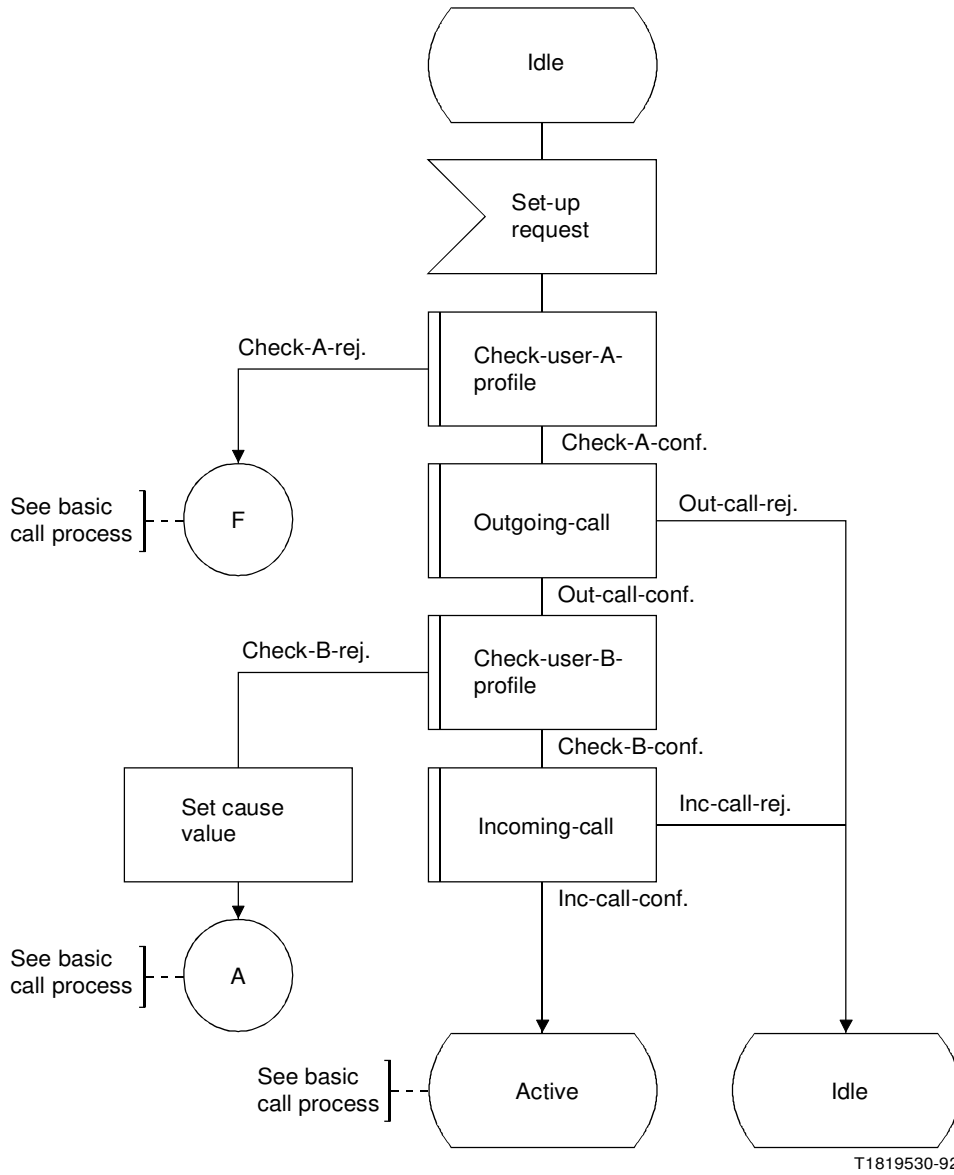 Idle
Set-up
request
Check-A-rej.
Check-user-A-
profile
Check-A-conf.
See basic
call process
F
Outgoing-call
Out-call-rej.
Out-call-conf.
Check-B-rej.
Check-user-B-
profile
Check-B-conf.
Set cause
value
Incoming-call
Inc-call-rej.
Inc-call-conf.
See basic
call process
A
See basic
call process
Active
Idle
T1819530-92